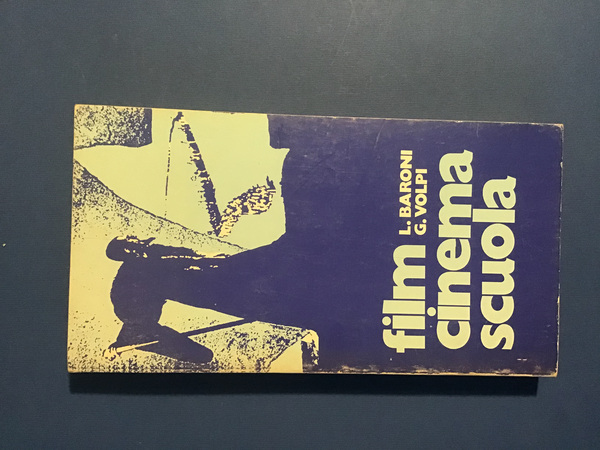 film L. BARONI
cinema G. VOLPI
scuola